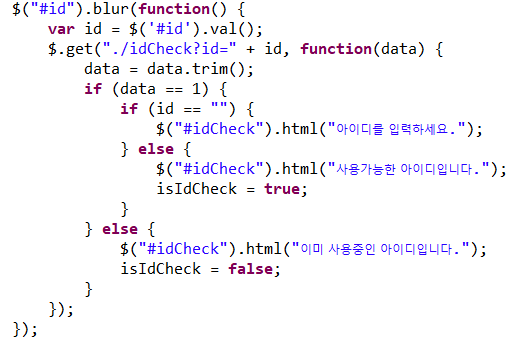 $("#id").blur(function() {
    var id = $('#id').val();
    $.get("./idCheck?id=" + id, function(data) {
        data = data.trim();
        if (data == 1) {
            if (id == "") {
                $("#idCheck").html("아이디를 입력하세요.");
            } else {
                $("#idCheck").html("사용가능한 아이디입니다.");
                isIdCheck = true;
            }
        } else {
            $("#idCheck").html("이미 사용중인 아이디입니다.");
            isIdCheck = false;
        }
    });
});